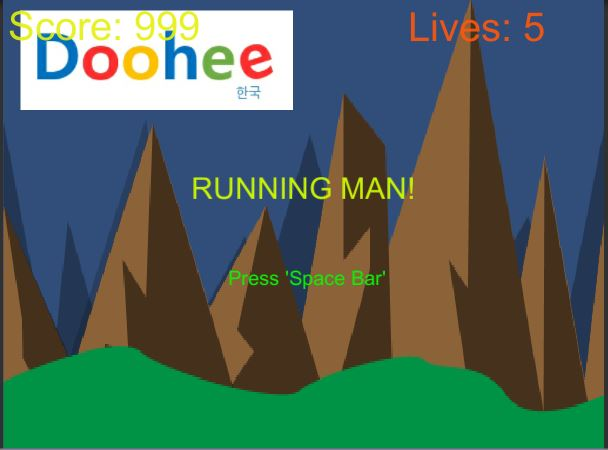 Score: 999
Lives: 5
Doohee
한국
RUNNING MAN!
Press 'Space Bar'